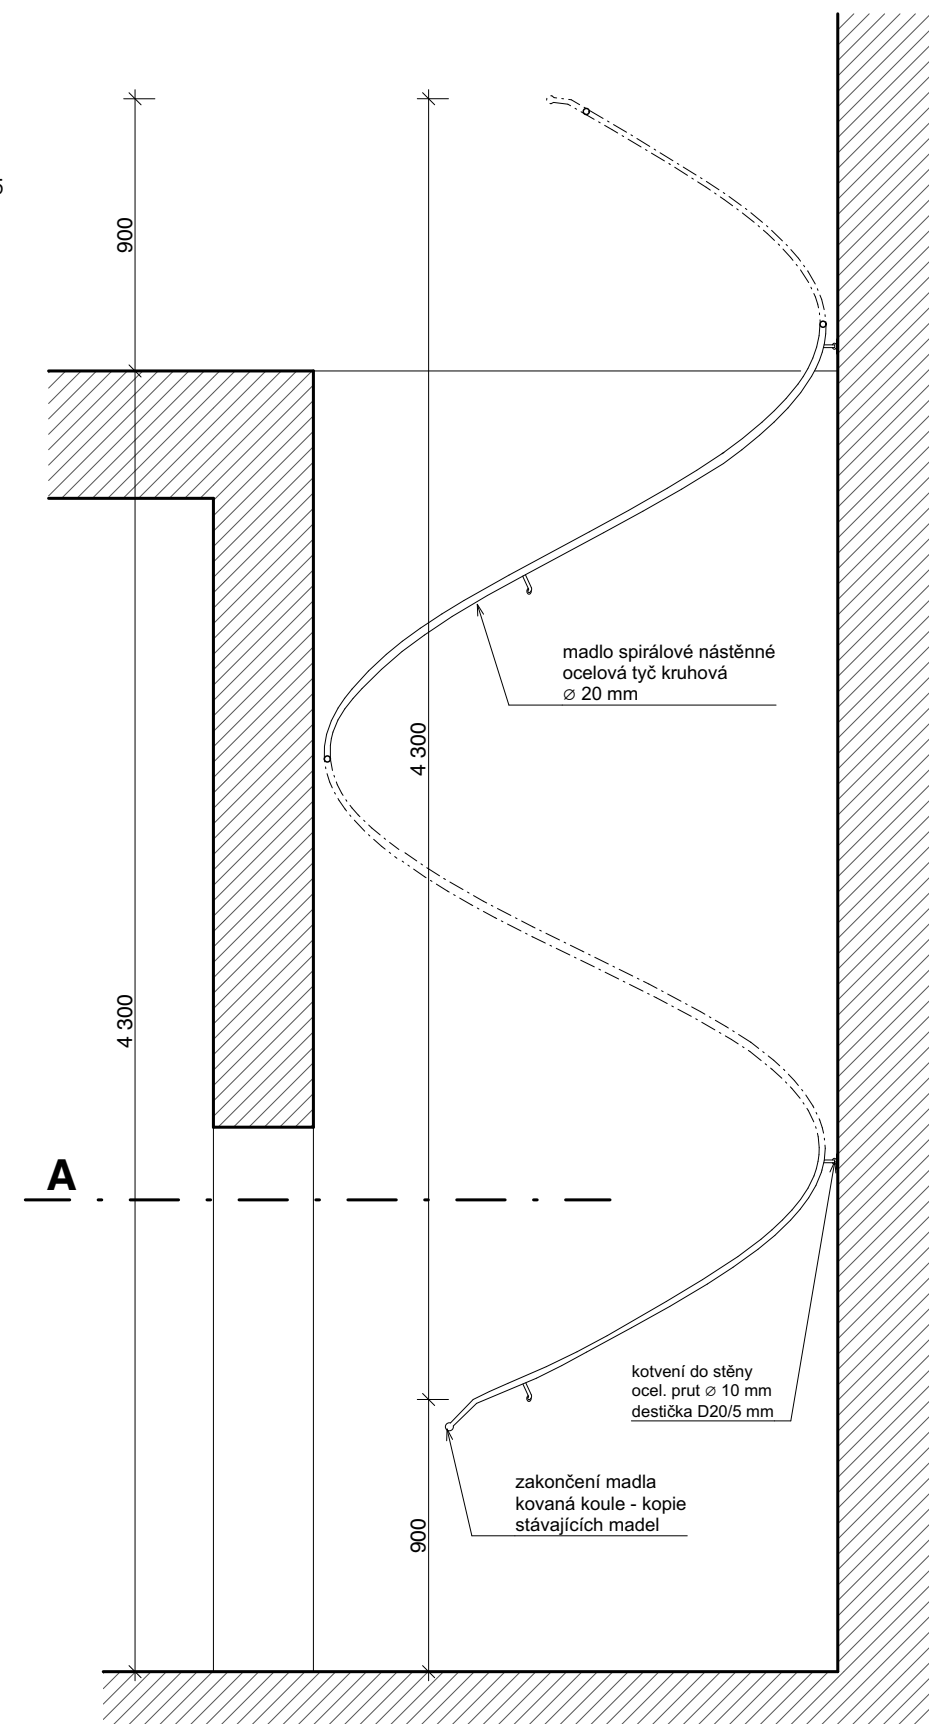 900
madlo spirálové nástěnné
ocelová tyč kruhová
⌀ 20 mm
4 300
4 300
A
kotvení do stěny
ocel. prut ⌀ 10 mm
destička D20/5 mm
zakončení madla
kovaná koule - kopie
stávajících madel
900